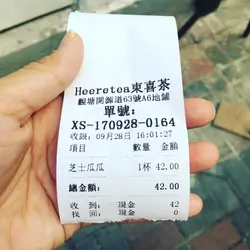 Heeretea東喜茶
觀塘開源道63號A6地鋪
單號:
XS-170928-0164
收銀: 09月28日 16:01:27
項目 數量 金額
芝士瓜瓜 1杯 42.00
總金額: 42.00
收到: 現金 42
找回: 現金 0